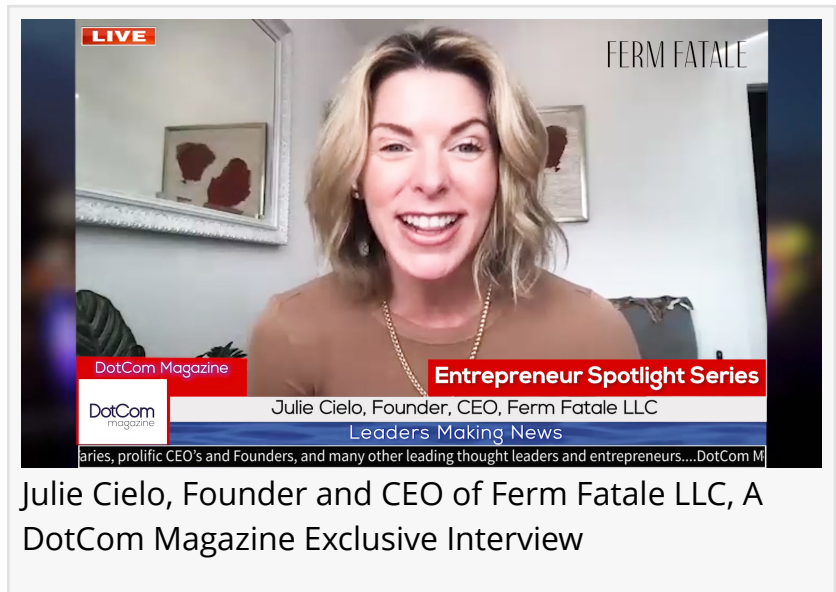 LIVE
FERM FATALE
DotCom Magazine
Entrepreneur Spotlight Series
DotCom
magazine
Julie Cielo, Founder, CEO, Ferm Fatale LLC
Leaders Making News
aries, prolific CEO's and Founders, and many other leading thought leaders and entrepreneurs....DotCom M
Julie Cielo, Founder and CEO of Ferm Fatale LLC, A
DotCom Magazine Exclusive Interview